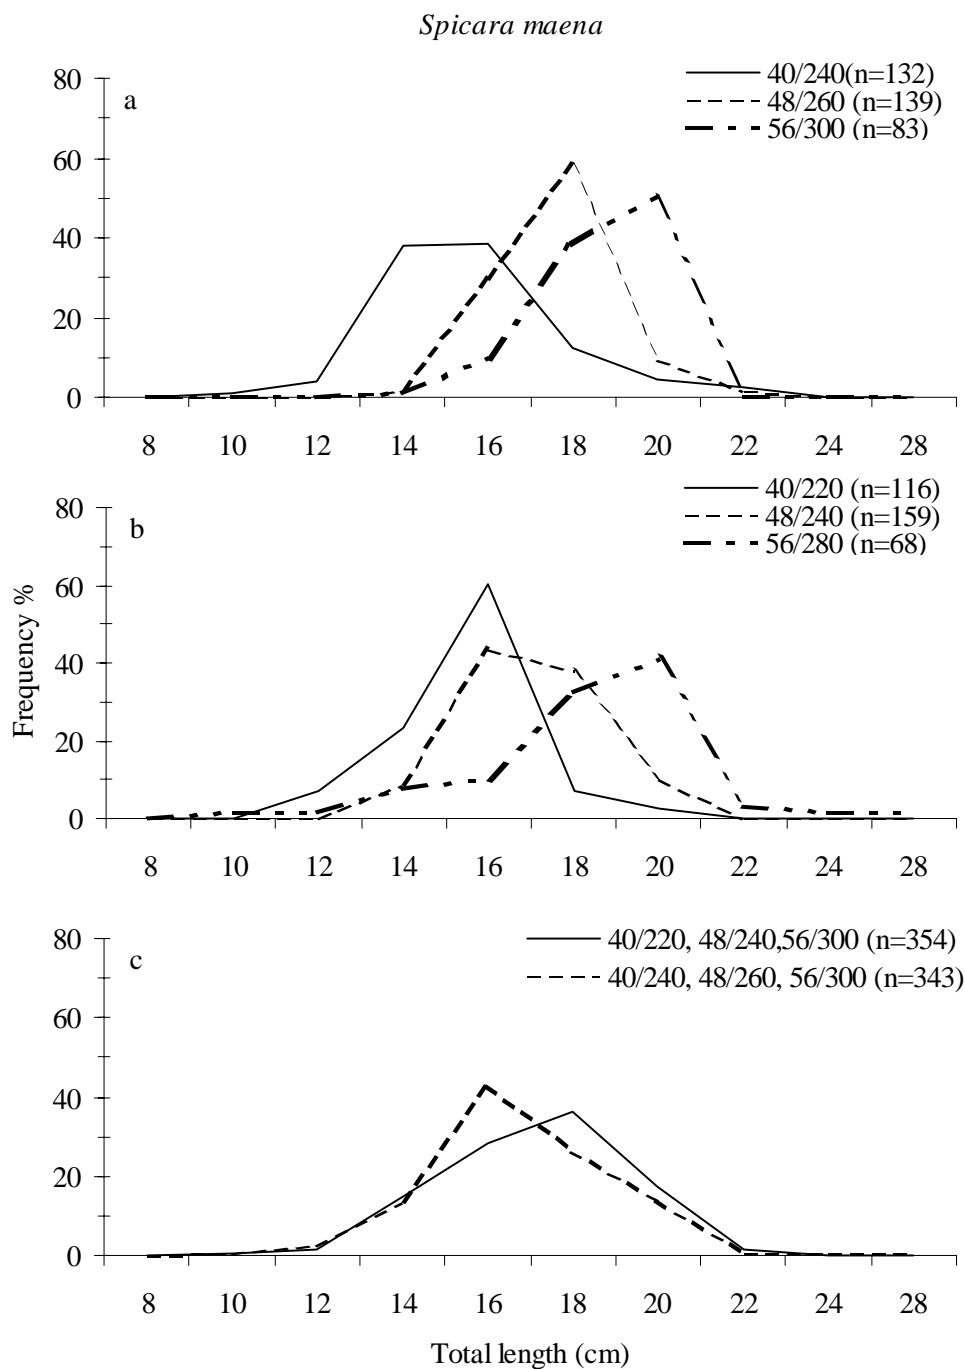 Spicara maena
40/240(n=132)
48/260 (n=139)
56/300 (n=83)
a
80
60
40
20
0
8 10 12 14 16 18 20 22 24 28
40/220 (n=116)
48/240 (n=159)
56/280 (n=68)
b
80
60
40
20
0
8 10 12 14 16 18 20 22 24 28
Frequency %
40/220, 48/240,56/300 (n=354)
40/240, 48/260, 56/300 (n=343)
c
80
60
40
20
0
8 10 12 14 16 18 20 22 24 28
Total length (cm)